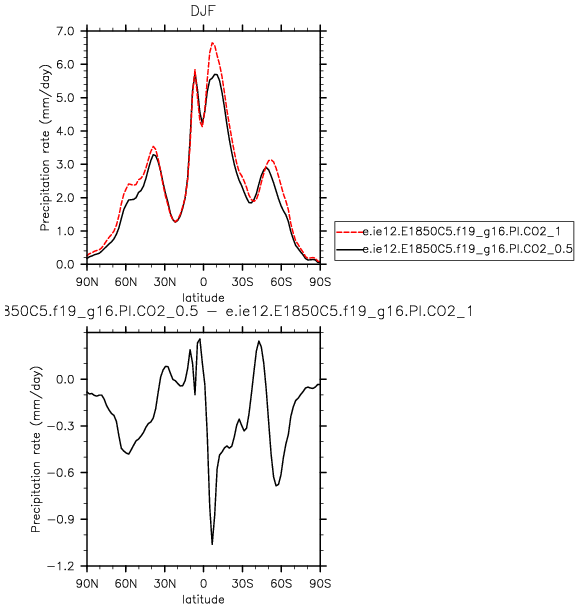 DJF
7.0
6.0
5.0
4.0
3.0
2.0
1.0
0.0
Precipitation rate (mm/day)
90N 60N 30N 0 30S 60S 90S
latitude
e.ie12.E1850C5.f19_g16.PI.CO2_1
e.ie12.E1850C5.f19_g16.PI.CO2_0.5
350C5.f19_g16.PI.CO2_0.5 − e.ie12.E1850C5.f19_g16.PI.CO2_1
0.0
−0.3
−0.6
−0.9
−1.2
Precipitation rate (mm/day)
90N 60N 30N 0 30S 60S 90S
latitude